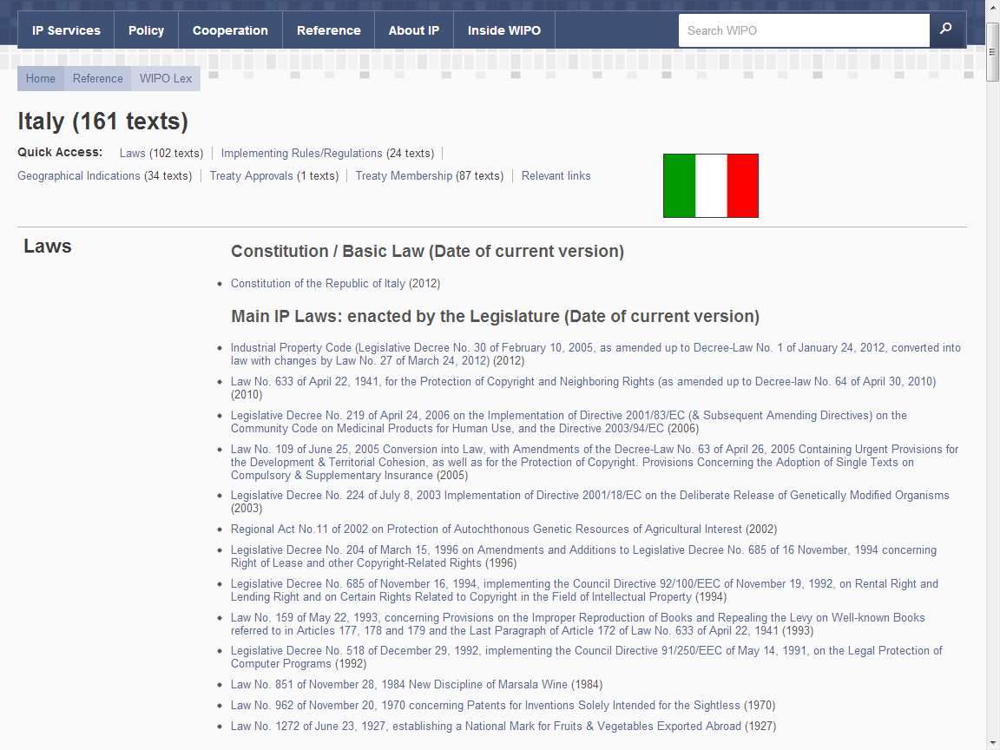 IP Services Policy Cooperation Reference About IP Inside WIPO Search WIPO
Home Reference WIPO Lex
Italy (161 texts)
Quick Access: Laws (102 texts) Implementing Rules/Regulations (24 texts)
Geographical Indications (34 texts) Treaty Approvals (1 texts) Treaty Membership (87 texts) Relevant links
Laws
Constitution / Basic Law (Date of current version)
Constitution of the Republic of Italy (2012)
Main IP Laws: enacted by the Legislature (Date of current version)
Industrial Property Code (Legislative Decree No. 30 of February 10, 2005, as amended up to Decree-Law No. 1 of January 24, 2012, converted into
law with changes by Law No. 27 of March 24, 2012) (2012)
Law No. 633 of April 22, 1941, for the Protection of Copyright and Neighboring Rights (as amended up to Decree-law No. 64 of April 30, 2010)
(2010)
Legislative Decree No. 219 of April 24, 2006 on the Implementation of Directive 2001/83/EC (& Subsequent Amending Directives) on the
Community Code on Medicinal Products for Human Use, and the Directive 2003/94/EC (2006)
Law No. 109 of June 25, 2005 Conversion into Law, with Amendments of the Decree-Law No. 63 of April 26, 2005 Containing Urgent Provisions for
the Development & Territorial Cohesion, as well as for the Protection of Copyright. Provisions Concerning the Adoption of Single Texts on
Compulsory & Supplementary Insurance (2005)
Legislative Decree No. 224 of July 8, 2003 Implementation of Directive 2001/18/EC on the Deliberate Release of Genetically Modified Organisms
(2003)
Regional Act No.11 of 2002 on Protection of Autochthonous Genetic Resources of Agricultural Interest (2002)
Legislative Decree No. 204 of March 15, 1996 on Amendments and Additions to Legislative Decree No. 685 of 16 November, 1994 concerning
Right of Lease and other Copyright-Related Rights (1996)
Legislative Decree No. 685 of November 16, 1994, implementing the Council Directive 92/100/EEC of November 19, 1992, on Rental Right and
Lending Right and on Certain Rights Related to Copyright in the Field of Intellectual Property (1994)
Law No. 159 of May 22, 1993, concerning Provisions on the Improper Reproduction of Books and Repealing the Levy on Well-known Books
referred to in Articles 177, 178 and 179 and the Last Paragraph of Article 172 of Law No. 633 of April 22, 1941 (1993)
Legislative Decree No. 518 of December 29, 1992, implementing the Council Directive 91/250/EEC of May 14, 1991, on the Legal Protection of
Computer Programs (1992)
Law No. 851 of November 28, 1984 New Discipline of Marsala Wine (1984)
Law No. 962 of November 20, 1970 concerning Patents for Inventions Solely Intended for the Sightless (1970)
Law No. 1272 of June 23, 1927, establishing a National Mark for Fruits & Vegetables Exported Abroad (1927)